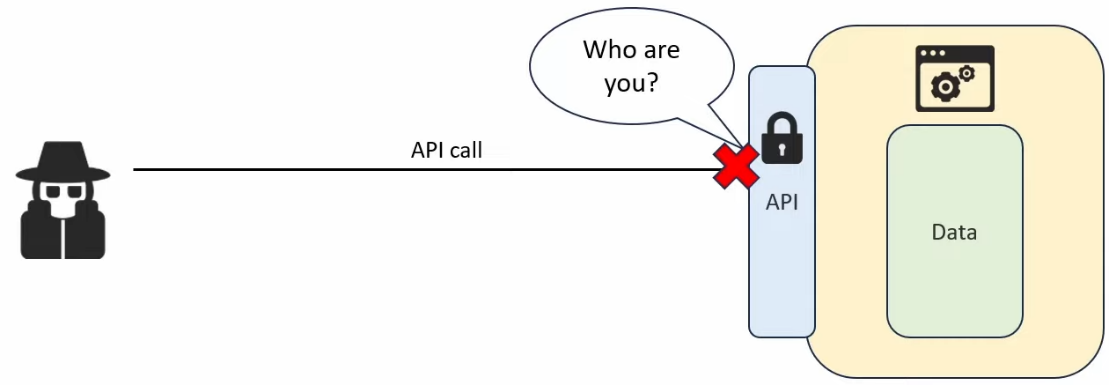 Who are
you?
API call
API
Data